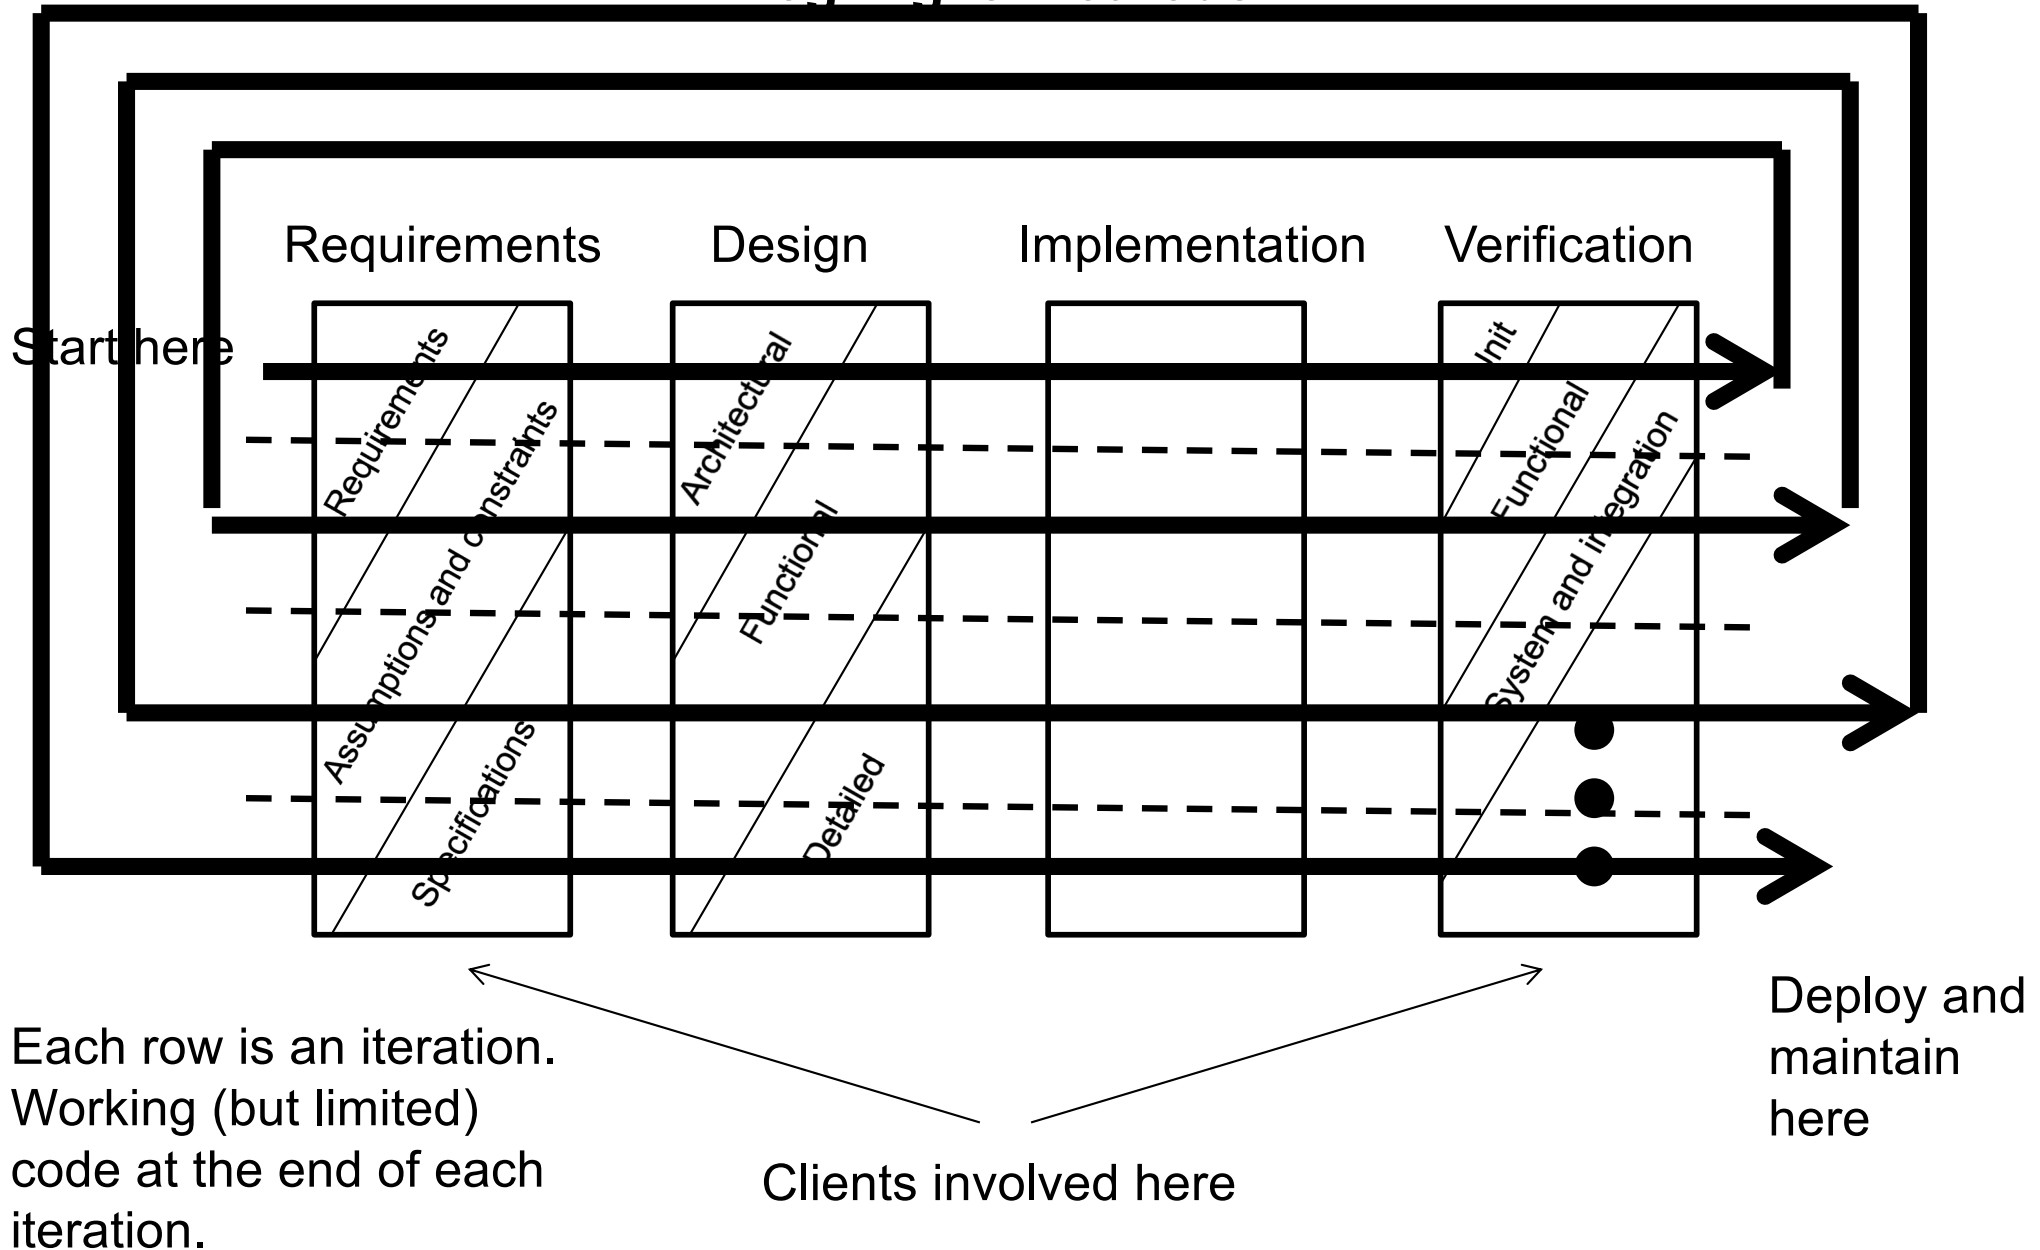 Requirements Design Implementation Verification
Start here
Requirements
Assumptions and constraints
Specifications
Architectural
Functional
Detailed
Init
Functional
System and integration
Each row is an iteration.
Working (but limited)
code at the end of each
iteration.
Clients involved here
Deploy and
maintain
here